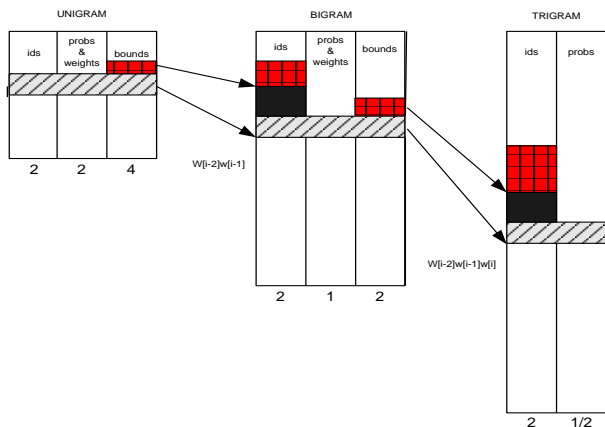 UNIGRAM
ids
probs
&
weights
bounds
2
2
4
BIGRAM
ids
probs
&
weights
bounds
W[i-2]w[i-1]
2
1
2
TRIGRAM
ids
probs
W[i-2]w[i-1]w[i]
2
1/2